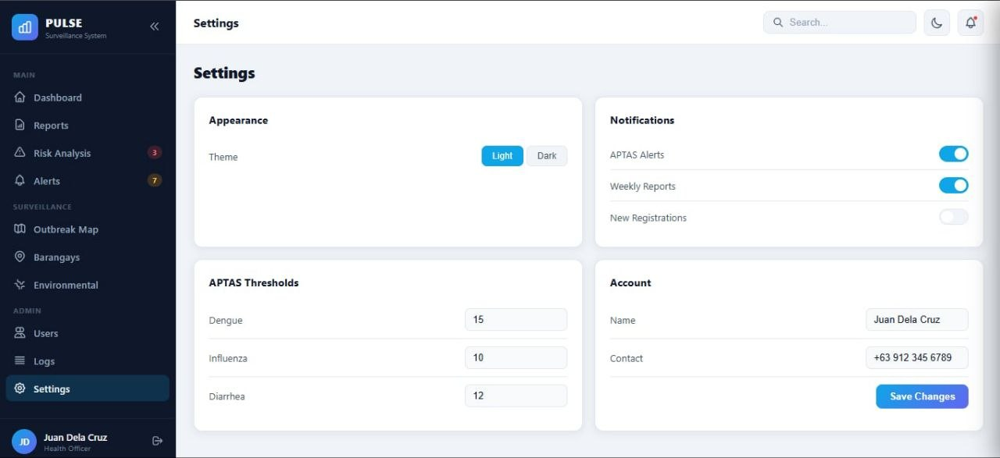 PULSE
Surveillance System
MAIN
Dashboard
Reports
Risk Analysis 3
Alerts 7
SURVEILLANCE
Outbreak Map
Barangays
Environmental
ADMIN
Users
Logs
Settings
JD Juan Dela Cruz
Health Officer
Settings
Search...
Settings
Appearance
Theme Light Dark
Notifications
APTAS Alerts
Weekly Reports
New Registrations
APTAS Thresholds
Dengue 15
Influenza 10
Diarrhea 12
Account
Name Juan Dela Cruz
Contact +63 912 345 6789
Save Changes